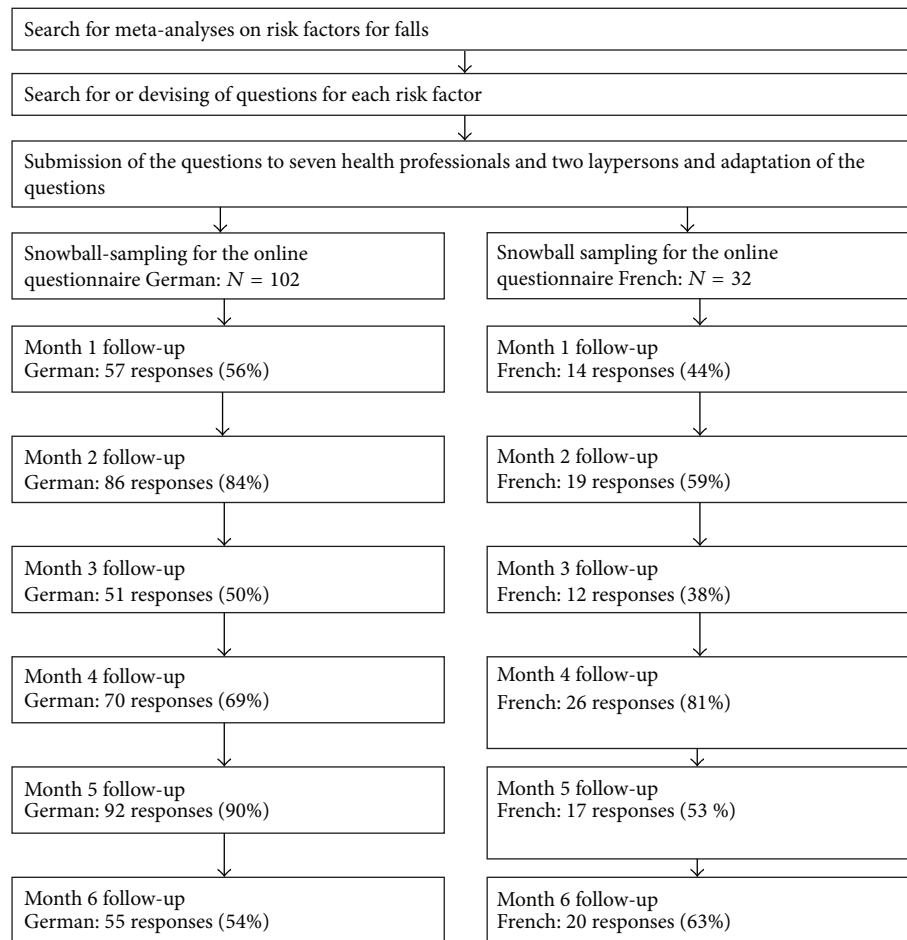 Search for meta-analyses on risk factors for falls
Search for or devising of questions for each risk factor
Submission of the questions to seven health professionals and two laypersons and adaptation of the
questions
Snowball-sampling for the online
questionnaire German: N = 102
Month 1 follow-up
German: 57 responses (56%)
Month 2 follow-up
German: 86 responses (84%)
Month 3 follow-up
German: 51 responses (50%)
Month 4 follow-up
German: 70 responses (69%)
Month 5 follow-up
German: 92 responses (90%)
Month 6 follow-up
German: 55 responses (54%)
Snowball sampling for the online
questionnaire French: N = 32
Month 1 follow-up
French: 14 responses (44%)
Month 2 follow-up
French: 19 responses (59%)
Month 3 follow-up
French: 12 responses (38%)
Month 4 follow-up
French: 26 responses (81%)
Month 5 follow-up
French: 17 responses (53 %)
Month 6 follow-up
French: 20 responses (63%)